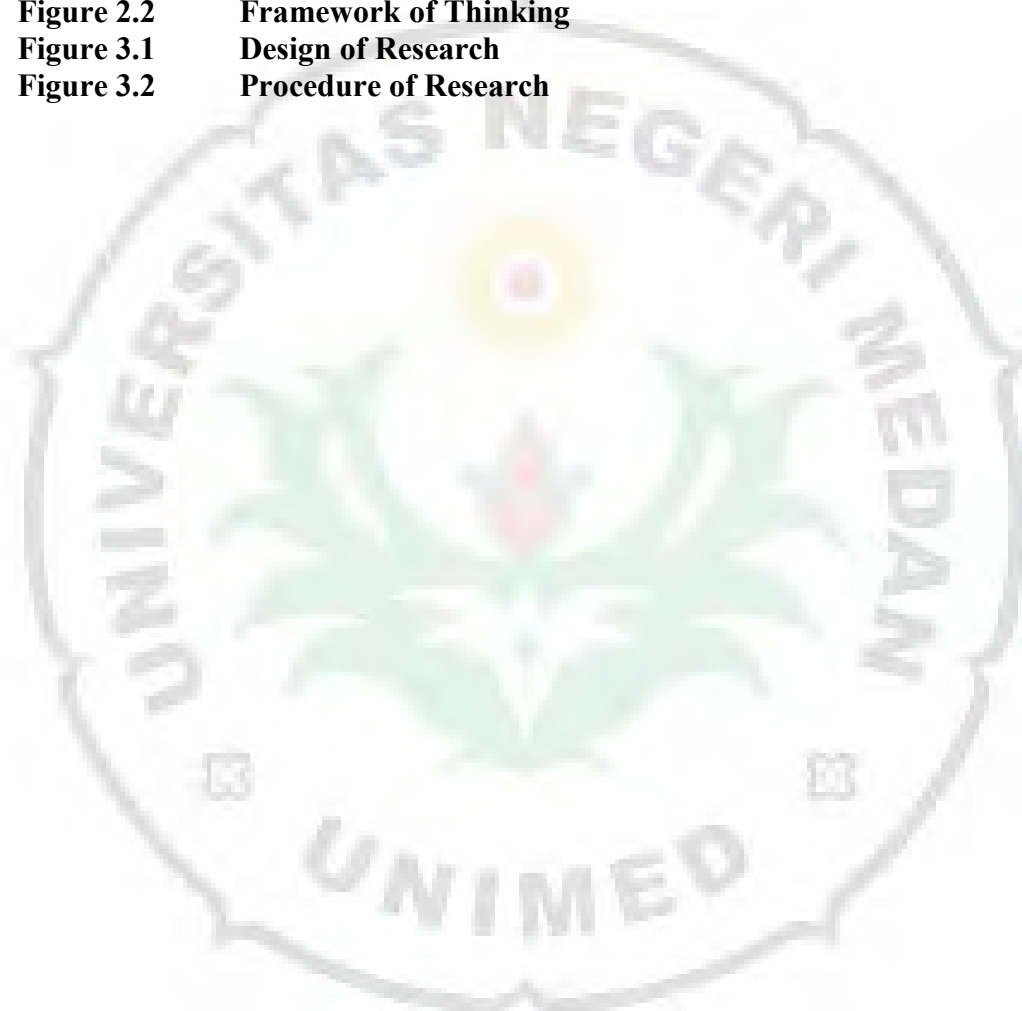 Figure 2.2 Framework of Thinking
Figure 3.1 Design of Research
Figure 3.2 Procedure of Research
UNIVERSITAS NEGERI MEDAN
UNIMED